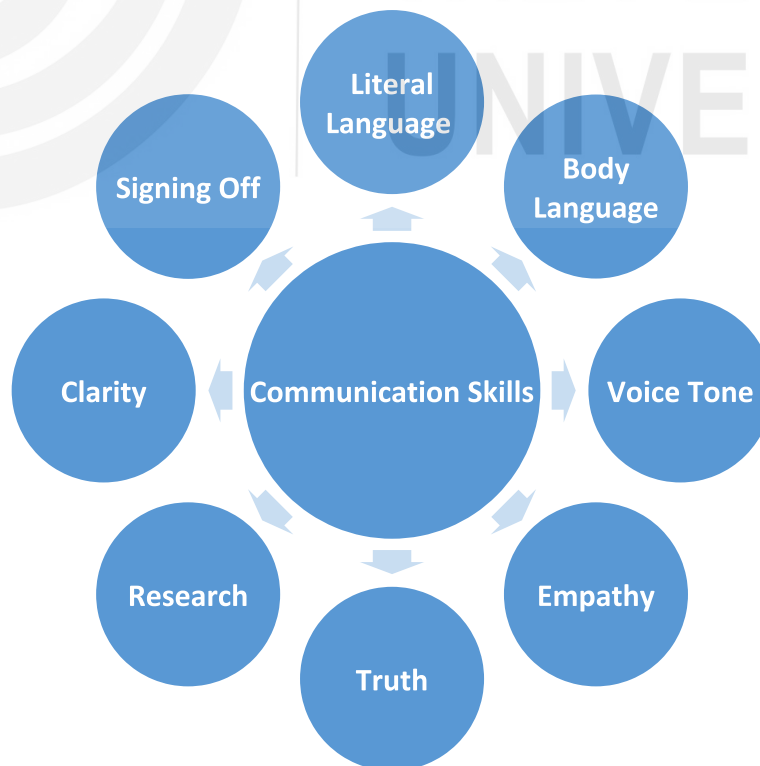 UNIVE
Literal
Language
Body
Language
Signing Off
Clarity
Communication Skills
Voice Tone
Research
Empathy
Truth